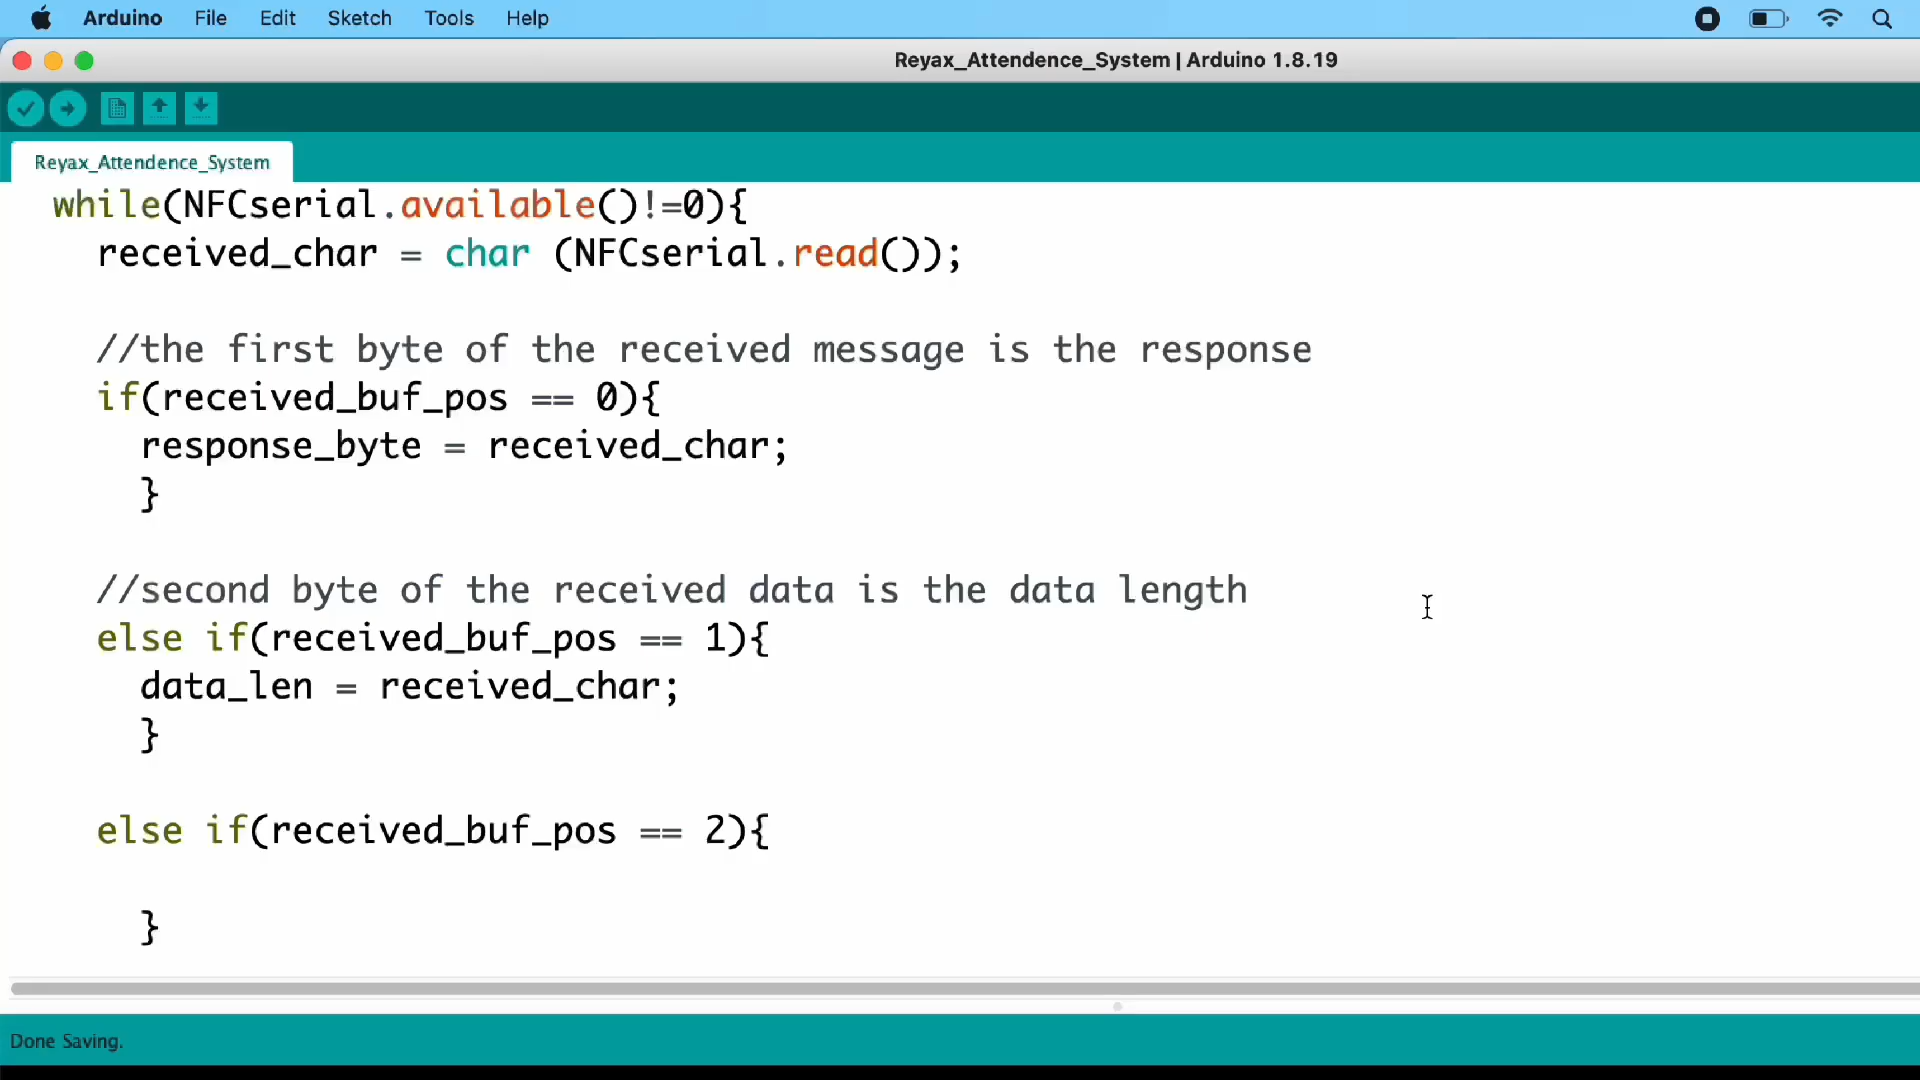 Arduino File Edit Sketch Tools Help
Reyax_Attendence_System | Arduino 1.8.19
Reyax_Attendence_System
while(NFCserial.available()!=0){
received_char = char (NFCserial.read());
//the first byte of the received message is the response
if(received_buf_pos == 0){
response_byte = received_char;
}
//second byte of the received data is the data length
else if(received_buf_pos == 1){
data_len = received_char;
}
else if(received_buf_pos == 2){
}
Done Saving.